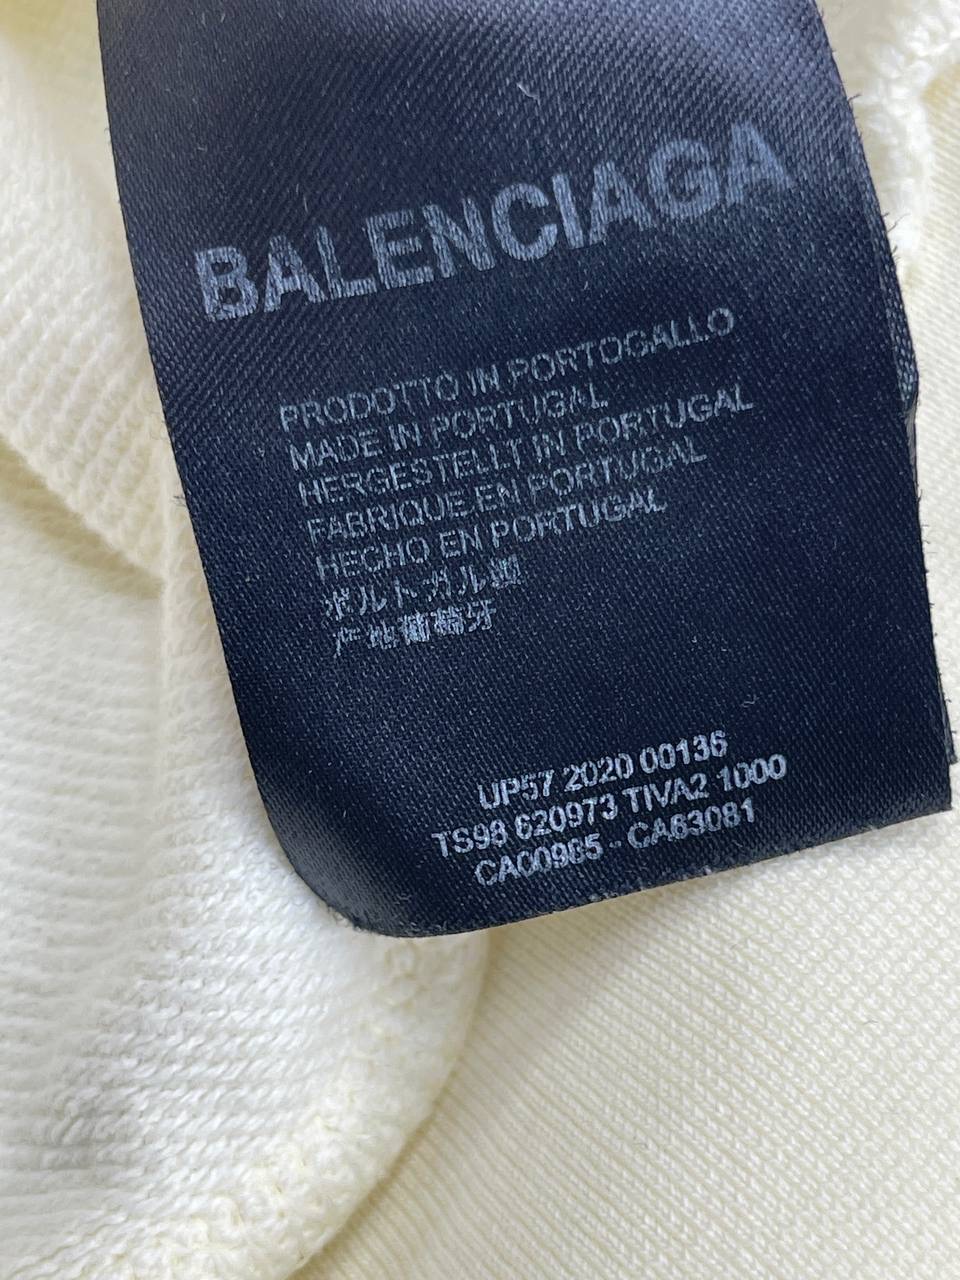 BALENCIAGA
PRODOTTO IN PORTOGALLO
MADE IN PORTUGAL
HERGESTELLT IN PORTUGAL
FABRIQUE EN PORTUGAL
HECHO EN PORTUGAL
ポルトガル製
产地葡萄牙
UP57 2020 00136
TS98 620973 TIVA2 1000
CA00985 - CA63081